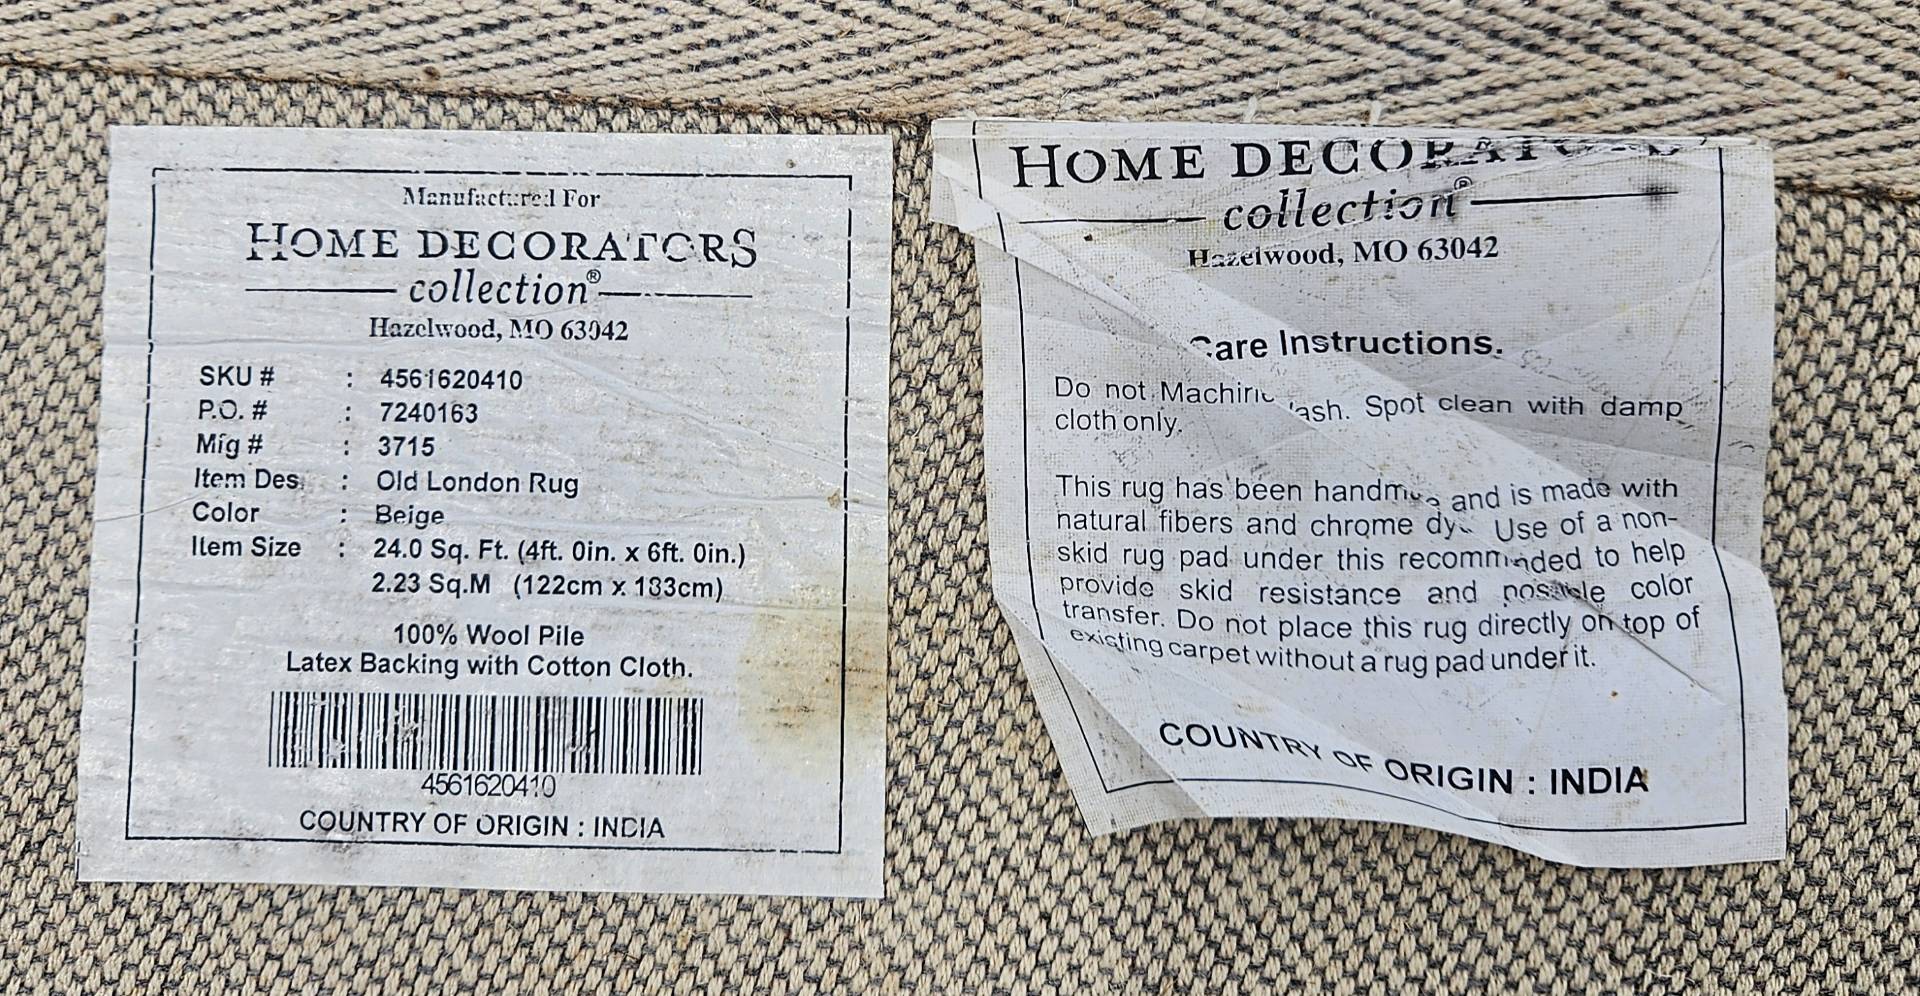 Manufactured For
HOME DECORATORS
collection®
Hazelwood, MO 63042
SKU # : 4561620410
P.O. # : 7240163
Mfg # : 3715
Item Des. : Old London Rug
Color : Beige
Item Size : 24.0 Sq. Ft. (4ft. 0in. x 6ft. 0in.)
2.23 Sq.M (122cm x 183cm)
100% Wool Pile
Latex Backing with Cotton Cloth.
4561620410
COUNTRY OF ORIGIN : INDIA
HOME DECORATORS
collection®
Hazelwood, MO 63042
Care Instructions.
Do not Machine Wash. Spot clean with damp
cloth only.
This rug has been handmade and is made with
natural fibers and chrome dye. Use of a non-
skid rug pad under this recommended to help
provide skid resistance and possible color
transfer. Do not place this rug directly on top of
existing carpet without a rug pad under it.
COUNTRY OF ORIGIN : INDIA